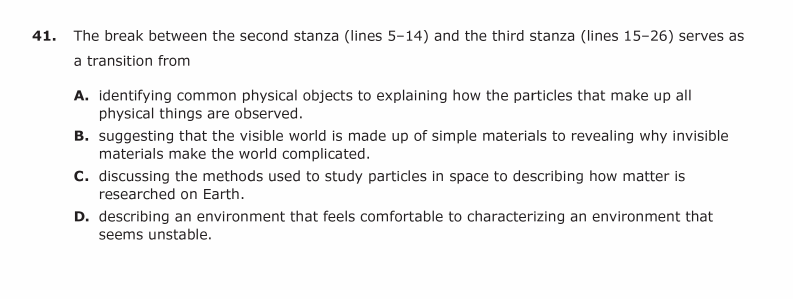 41. The break between the second stanza (lines 5–14) and the third stanza (lines 15–26) serves as
a transition from
A. identifying common physical objects to explaining how the particles that make up all
physical things are observed.
B. suggesting that the visible world is made up of simple materials to revealing why invisible
materials make the world complicated.
C. discussing the methods used to study particles in space to describing how matter is
researched on Earth.
D. describing an environment that feels comfortable to characterizing an environment that
seems unstable.